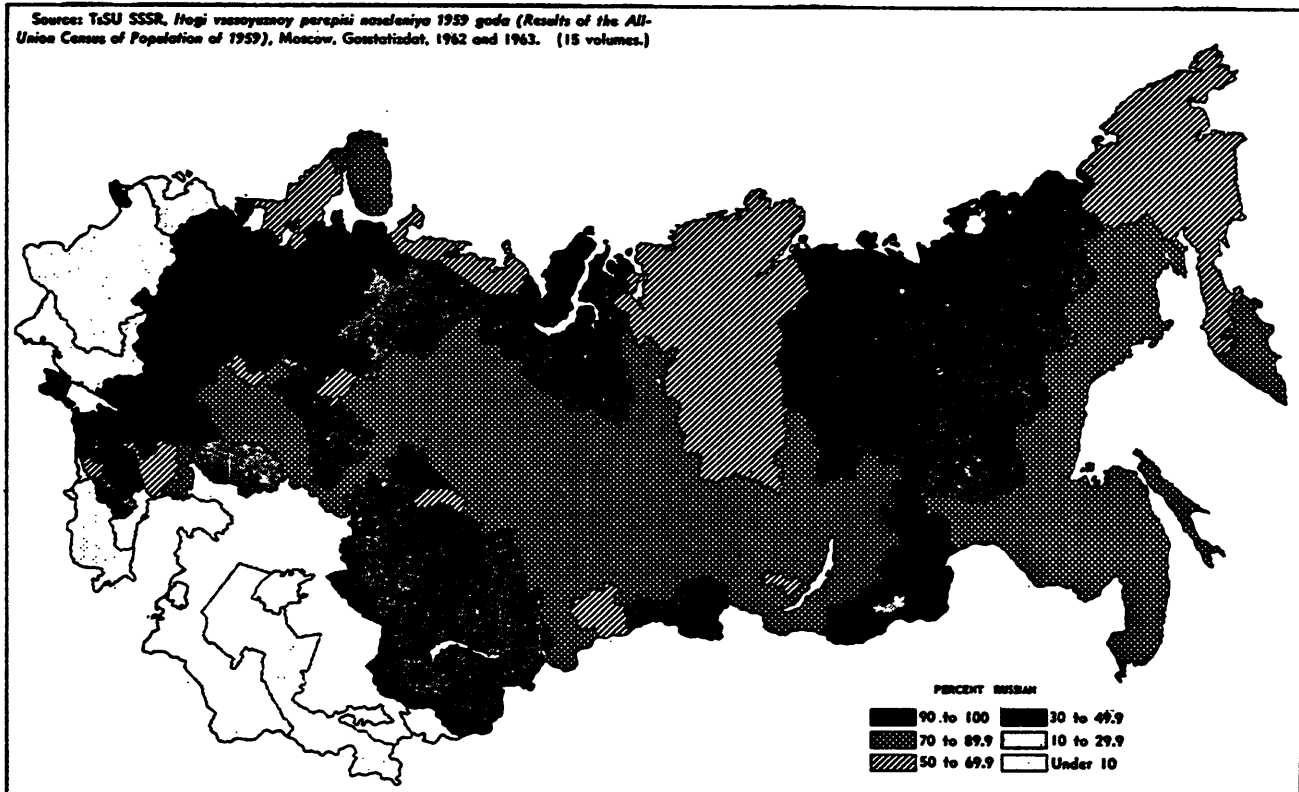 Source: TsSU SSSR, Itogi vsesoyuznoy perepisi naseleniya 1959 goda (Results of the All-
Union Census of Population of 1959), Moscow, Gosstatizdat, 1962 and 1963. (15 volumes.)
PERCENT RUSSIAN
90 to 100 30 to 49.9
70 to 89.9 10 to 29.9
50 to 69.9 Under 10